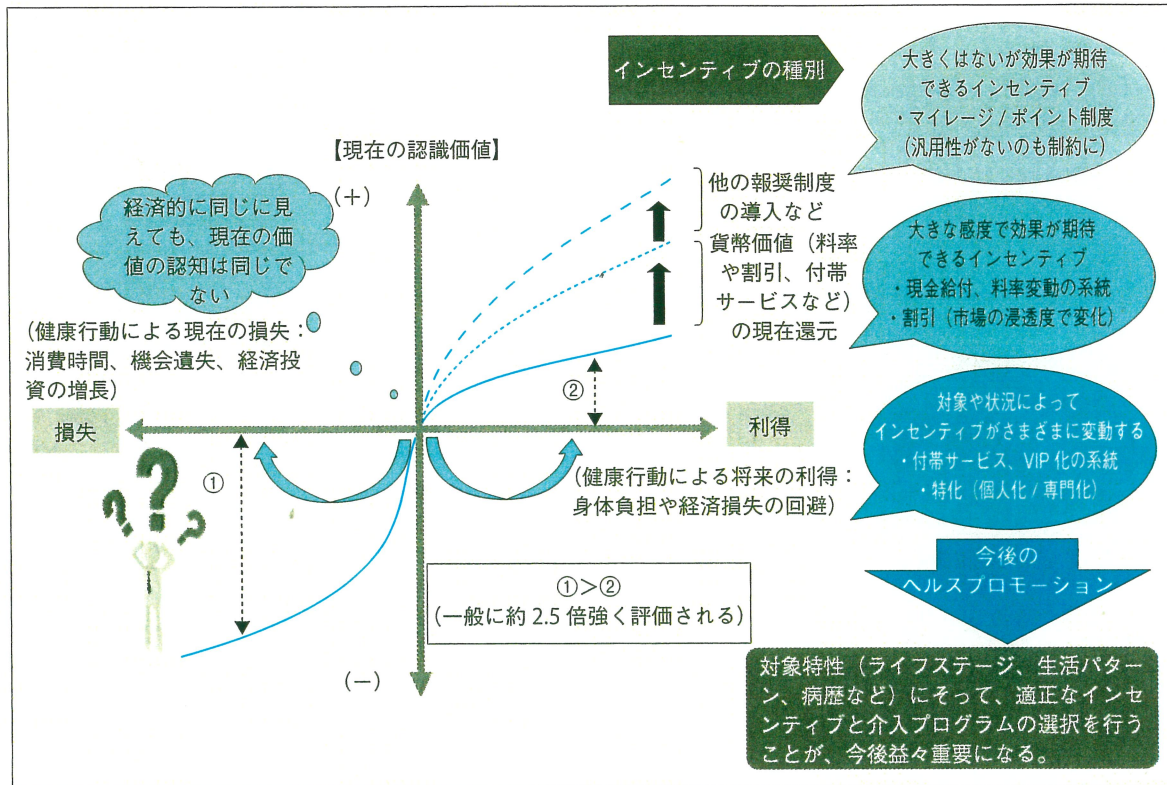 インセンティブの種別
大きくはないが効果が期待
できるインセンティブ
・マイレージ / ポイント制度
(汎用性がないのも制約に)
【現在の認識価値】
(+)
経済的に同じに見
えても、現在の価
値の認知は同じで
ない
他の報奨制度
の導入など
貨幣価値(料率
や割引、付帯
サービスなど)
の現在還元
大きな感度で効果が期待
できるインセンティブ
・現金給付、料率変動の系統
・割引(市場の浸透度で変化)
(健康行動による現在の損失:
消費時間、機会遺失、経済投
資の増長)
②
損失
利得
①
(健康行動による将来の利得:
身体負担や経済損失の回避)
対象や状況によって
インセンティブがさまざまに変動する
・付帯サービス、VIP 化の系統
・特化(個人化 / 専門化)
???
①>②
(一般に約 2.5 倍強く評価される)
(-)
今後の
ヘルスプロモーション
対象特性(ライフステージ、生活パター
ン、病歴など)にそって、適正なインセ
ンティブと介入プログラムの選択を行う
ことが、今後益々重要になる。